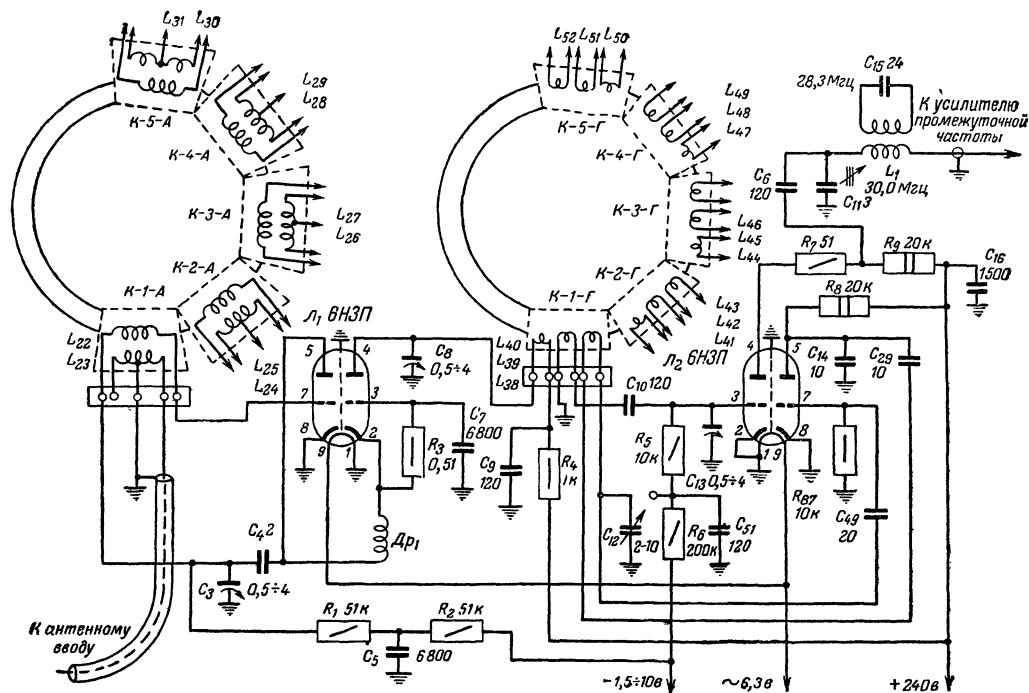 L31 L30
L29
L28
К-5-А
К-4-А
К-3-А
L27
L26
К-2-А
К-1-А
L22
L23
L25
L24
Л1 6Н3П
5 4
7 3
8 9 1 2
C8
0,5÷4
C7
6800
R3
0,51
Др1
C4 2
C3 0,5÷4
R1 51к
R2 51к
C5 6800
К антенному
вводу
L52 L51 L50
L49
L48
L47
К-5-Г
К-4-Г
К-3-Г
L46
L45
L44
К-2-Г
К-1-Г
L43
L42
L41
L40
L39
L38
Л2 6Н3П
C10 120
C9
120
R4
1к
R5
10к
C13 0,5÷4
C12
2-10
R6
200к
C51
120
4 5
3 7
2 1 9 8
C15 24
28,3 Мгц
К усилителю
промежуточной
частоты
L1
30,0 Мгц
C6
120
C11 3
R7 51
R9 20к
R8 20к
C16
1500
C14
10
C29
10
R87
10к
C49
20
-1,5÷10в
~6,3в
+240в